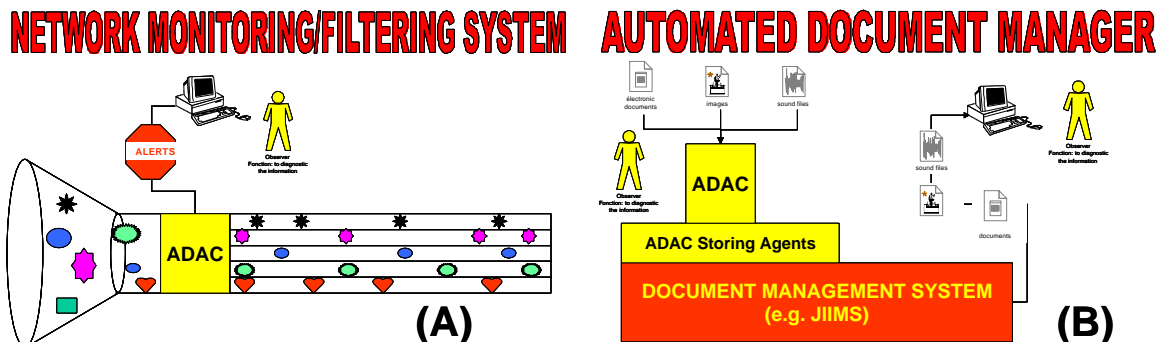 NETWORK MONITORING/FILTERING SYSTEM
ALERTS
Observer
Fonction: to diagnostic
the information
ADAC
(A)
AUTOMATED DOCUMENT MANAGER
électronic
documents
images
sound files
Observer
Fonction: to diagnostic
the information
ADAC
ADAC Storing Agents
DOCUMENT MANAGEMENT SYSTEM
(e.g. JIIMS)
Observer
Fonction: to diagnostic
the information
sound files
documents
(B)